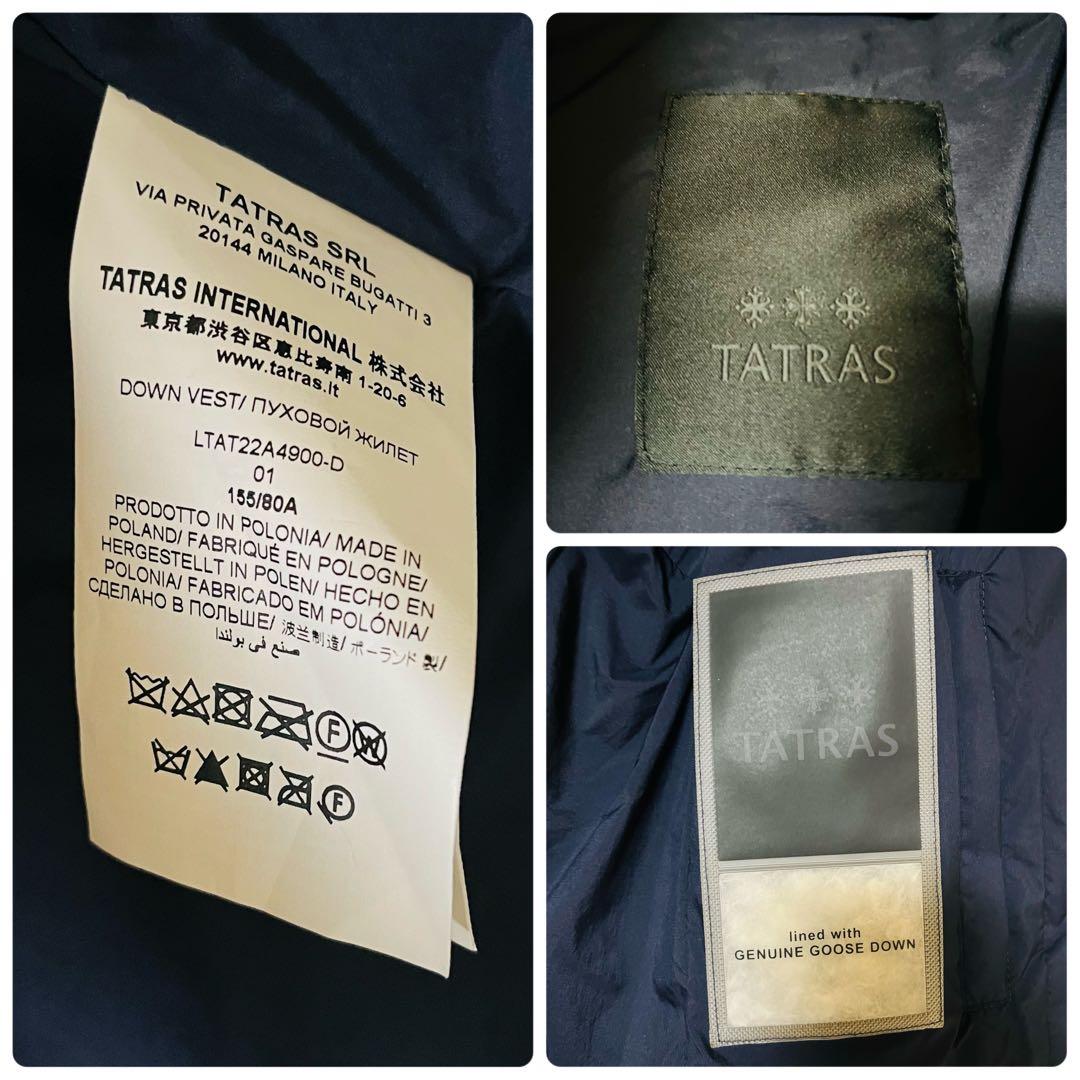 TATRAS SRL
VIA PRIVATA GASPARE BUGATTI 3
20144 MILANO ITALY
TATRAS INTERNATIONAL 株式会社
東京都渋谷区恵比寿南 1-20-6
www.tatras.it
DOWN VEST/ ПУХОВОЙ ЖИЛЕТ
LTAT22A4900-D
01
155/80A
PRODOTTO IN POLONIA/ MADE IN
POLAND/ FABRIQUÉ EN POLOGNE/
HERGESTELLT IN POLEN/ HECHO EN
POLONIA/ FABRICADO EM POLÓNIA/
СДЕЛАНО В ПОЛЬШЕ/ 波兰制造/ ポーランド製/
صنع في بولندا
F W
F
TATRAS
TATRAS
lined with
GENUINE GOOSE DOWN